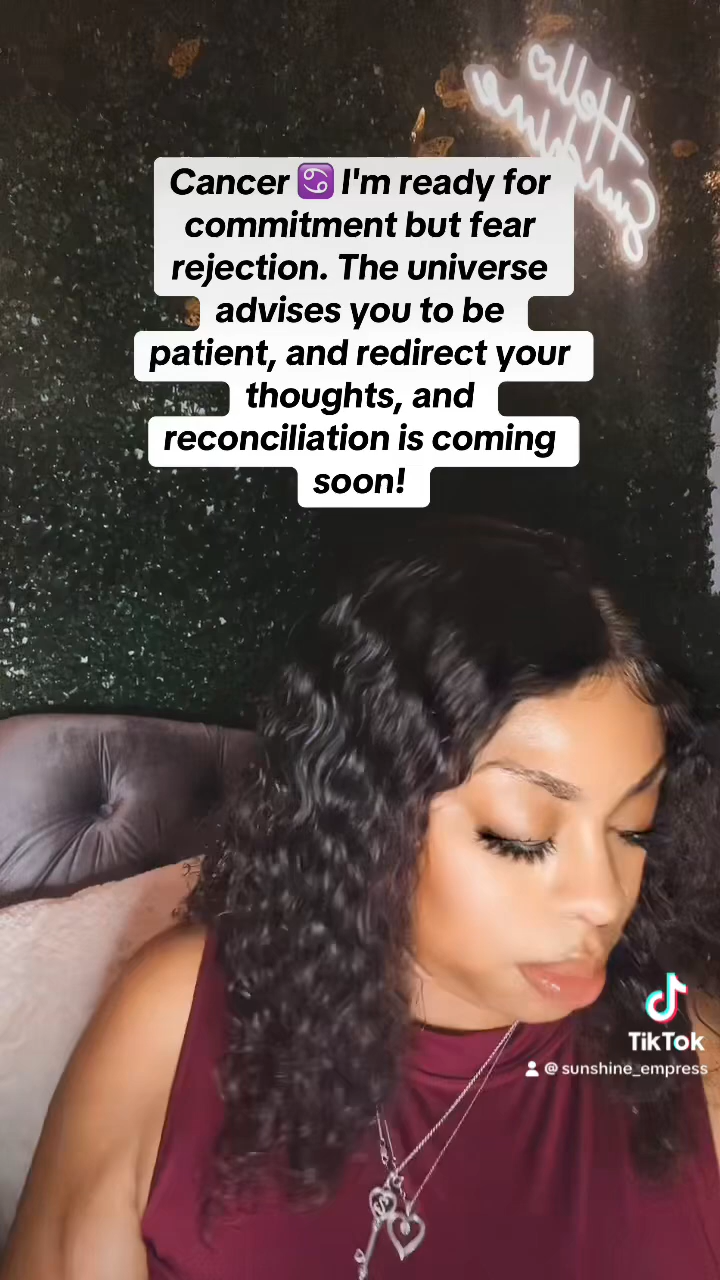 Hello
Sunshine
Cancer ♋ I'm ready for
commitment but fear
rejection. The universe
advises you to be
patient, and redirect your
thoughts, and
reconciliation is coming
soon!
TikTok
@ sunshine_empress